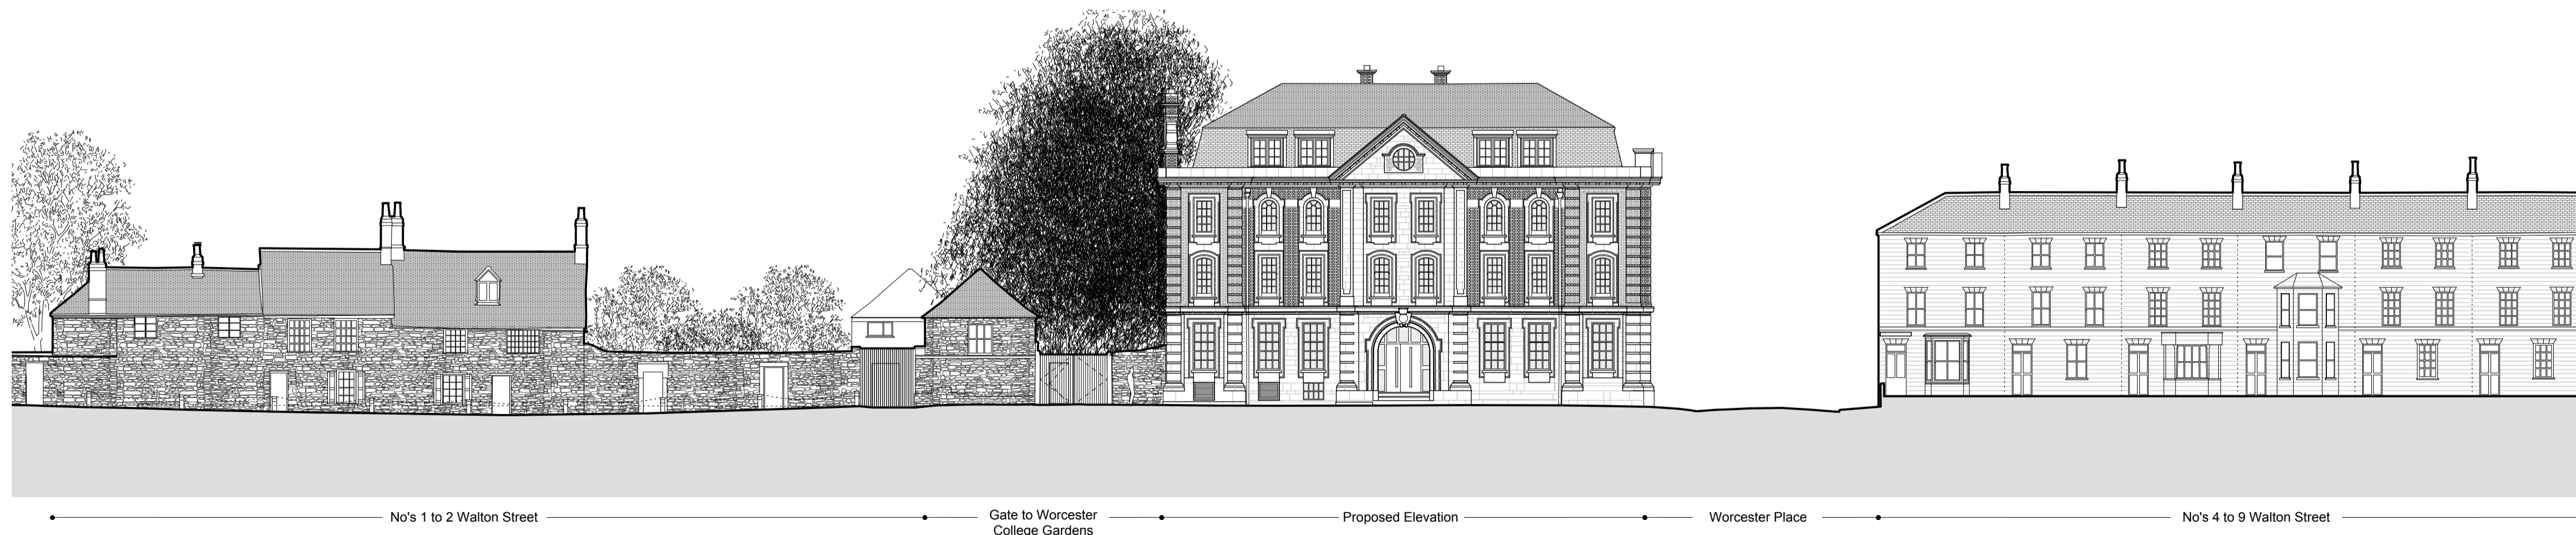 No's 1 to 2 Walton Street
Gate to Worcester
College Gardens
Proposed Elevation
Worcester Place
No's 4 to 9 Walton Street